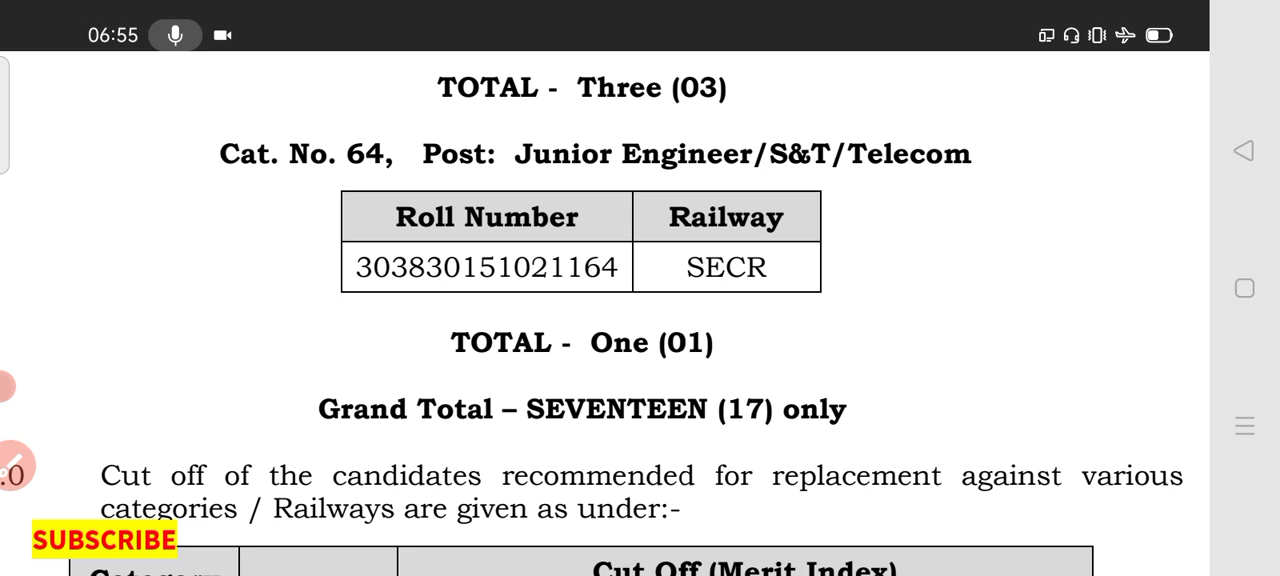 06:55
TOTAL - Three (03)
Cat. No. 64, Post: Junior Engineer/S&T/Telecom
Roll Number Railway
303830151021164 SECR
TOTAL - One (01)
Grand Total – SEVENTEEN (17) only
.0 Cut off of the candidates recommended for replacement against various
categories / Railways are given as under:-
SUBSCRIBE
Category Cut Off (Merit Index)